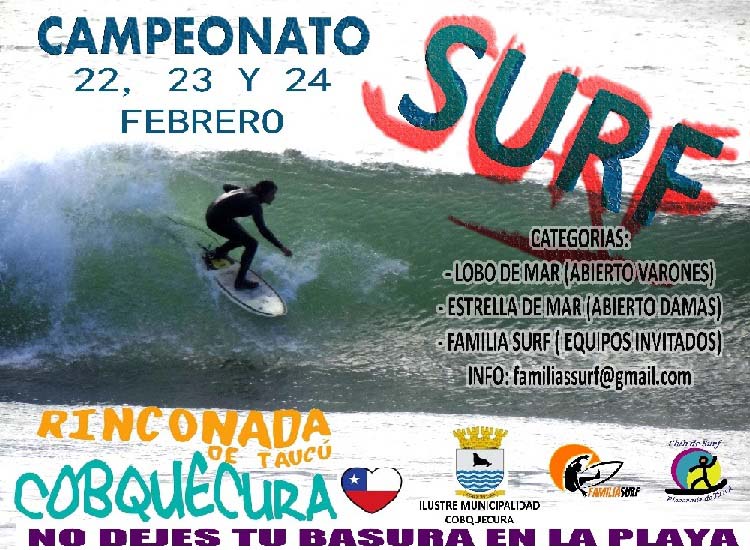 CAMPEONATO
22, 23 Y 24
FEBRERO
SURF
CATEGORIAS:
- LOBO DE MAR (ABIERTO VARONES)
- ESTRELLA DE MAR (ABIERTO DAMAS)
- FAMILIA SURF ( EQUIPOS INVITADOS)
INFO: familiassurf@gmail.com
RINCONADA
DE TAUCÚ
COBQUECURA
ILUSTRE MUNICIPALIDAD
COBQUECURA
FAMILIASURF
Club de Surf
NO DEJES TU BASURA EN LA PLAYA